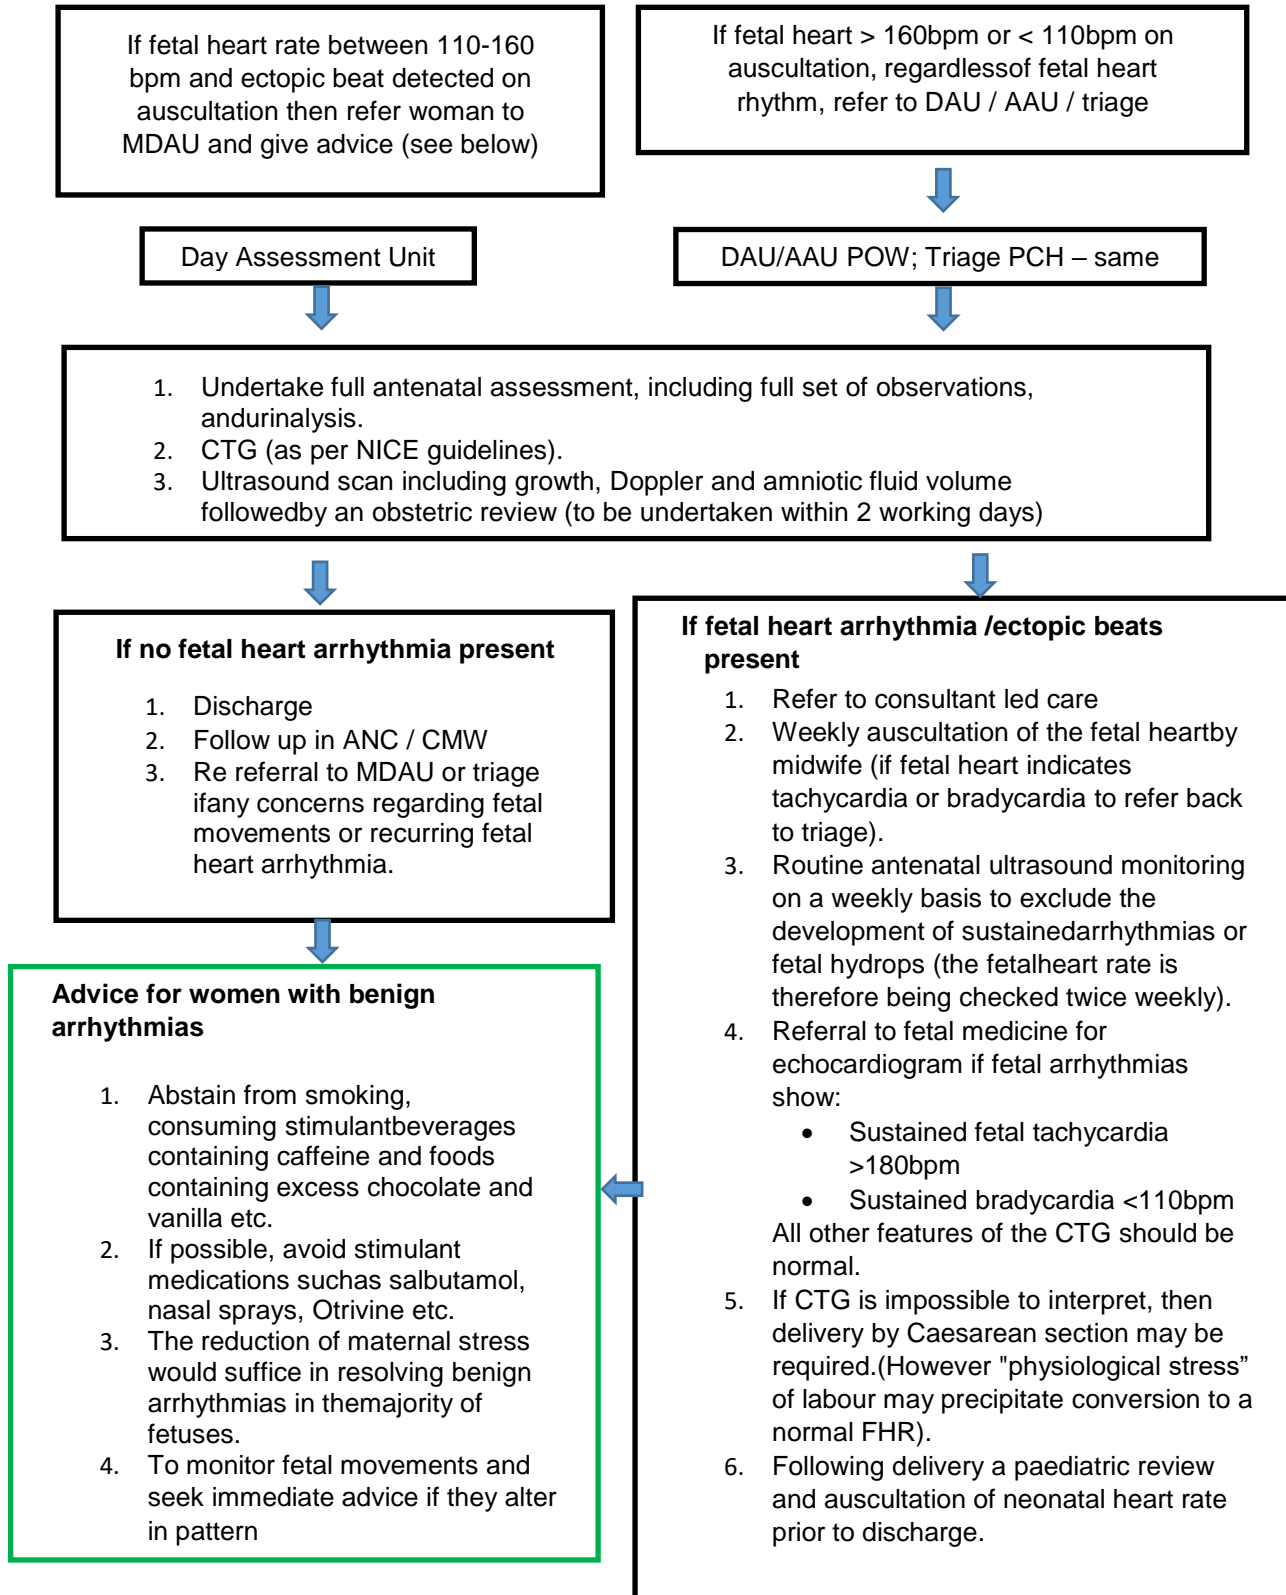 If fetal heart rate between 110-160
bpm and ectopic beat detected on
auscultation then refer woman to
MDAU and give advice (see below)
If fetal heart > 160bpm or < 110bpm on
auscultation, regardlessof fetal heart
rhythm, refer to DAU / AAU / triage
Day Assessment Unit
DAU/AAU POW; Triage PCH – same
1. Undertake full antenatal assessment, including full set of observations,
andurinalysis.
2. CTG (as per NICE guidelines).
3. Ultrasound scan including growth, Doppler and amniotic fluid volume
followedby an obstetric review (to be undertaken within 2 working days)
If no fetal heart arrhythmia present
1. Discharge
2. Follow up in ANC / CMW
3. Re referral to MDAU or triage
ifany concerns regarding fetal
movements or recurring fetal
heart arrhythmia.
Advice for women with benign
arrhythmias
1. Abstain from smoking,
consuming stimulantbeverages
containing caffeine and foods
containing excess chocolate and
vanilla etc.
2. If possible, avoid stimulant
medications suchas salbutamol,
nasal sprays, Otrivine etc.
3. The reduction of maternal stress
would suffice in resolving benign
arrhythmias in themajority of
fetuses.
4. To monitor fetal movements and
seek immediate advice if they alter
in pattern
If fetal heart arrhythmia /ectopic beats
present
1. Refer to consultant led care
2. Weekly auscultation of the fetal heartby
midwife (if fetal heart indicates
tachycardia or bradycardia to refer back
to triage).
3. Routine antenatal ultrasound monitoring
on a weekly basis to exclude the
development of sustainedarrhythmias or
fetal hydrops (the fetalheart rate is
therefore being checked twice weekly).
4. Referral to fetal medicine for
echocardiogram if fetal arrhythmias
show:
• Sustained fetal tachycardia
>180bpm
• Sustained bradycardia <110bpm
All other features of the CTG should be
normal.
5. If CTG is impossible to interpret, then
delivery by Caesarean section may be
required.(However "physiological stress”
of labour may precipitate conversion to a
normal FHR).
6. Following delivery a paediatric review
and auscultation of neonatal heart rate
prior to discharge.